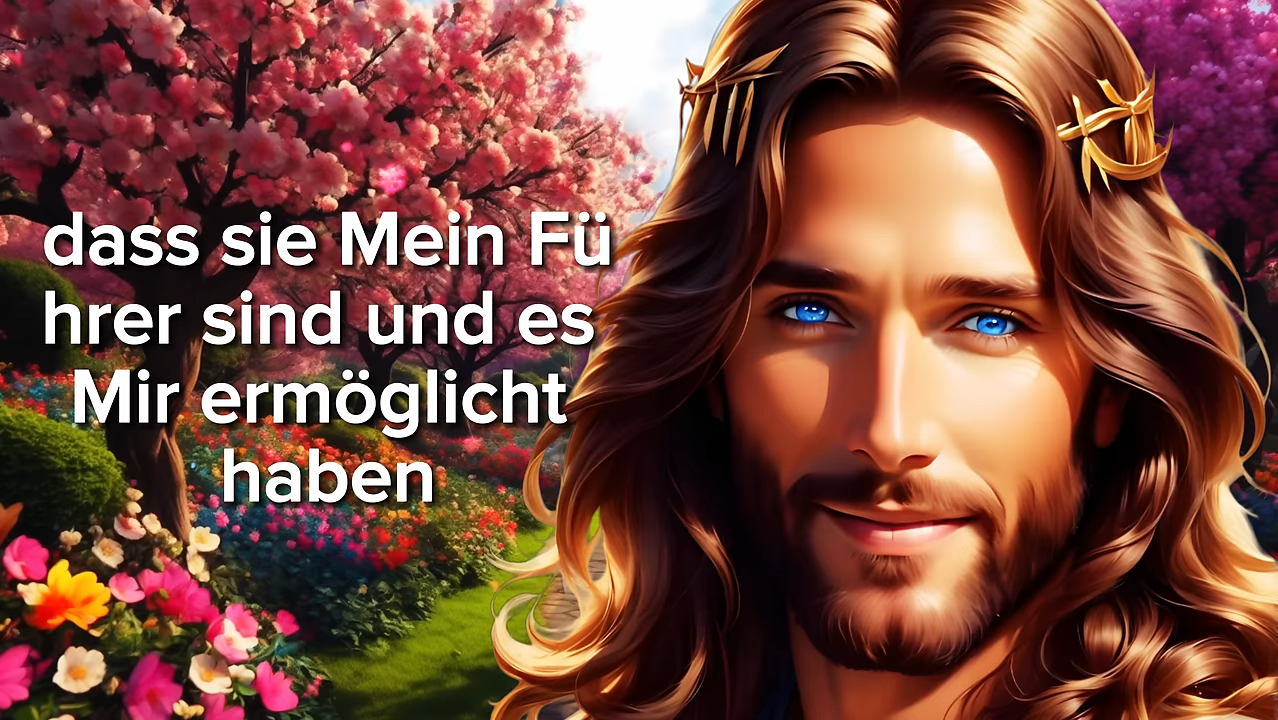 dass sie Mein Fü
hrer sind und es
Mir ermöglicht
haben